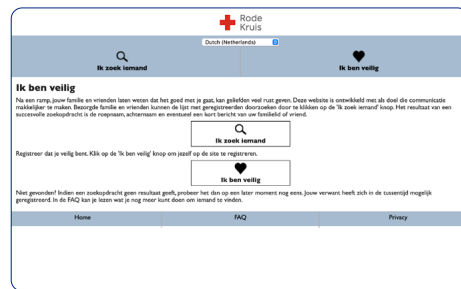 Rode
Kruis
Dutch (Netherlands)
Ik zoek iemand
Ik ben veilig
Ik ben veilig
Na een ramp, jouw familie en vrienden laten weten dat het goed met je gaat, kan geliefden veel rust geven. Deze website is ontwikkeld met als doel die communicatie
makkelijker te maken. Bezorgde familie en vrienden kunnen de lijst met geregistreerden doorzoeken door te klikken op de 'Ik zoek iemand' knop. Het resultaat van een
succesvolle zoekopdracht is de roepnaam, achternaam en eventueel een kort bericht van uw familielid of vriend.
Ik zoek iemand
Registreer dat je veilig bent. Klik op de 'Ik ben veilig' knop om jezelf op de site te registreren.
Ik ben veilig
Niet gevonden? Indien een zoekopdracht geen resultaat geeft, probeer het dan op een later moment nog eens. Jouw verwant heeft zich in de tussentijd mogelijk
geregistreerd. In de FAQ kan je lezen wat je nog meer kunt doen om iemand te vinden.
Home
FAQ
Privacy